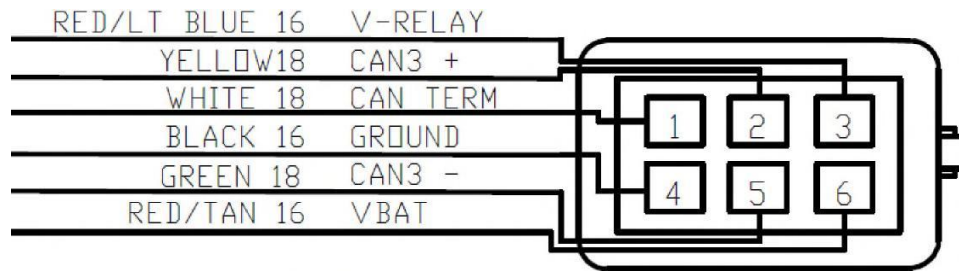 RED/LT BLUE 16 V-RELAY
YELLOW18 CAN3 +
WHITE 18 CAN TERM
1 2 3
BLACK 16 GROUND
GREEN 18 CAN3 -
4 5 6
RED/TAN 16 VBAT